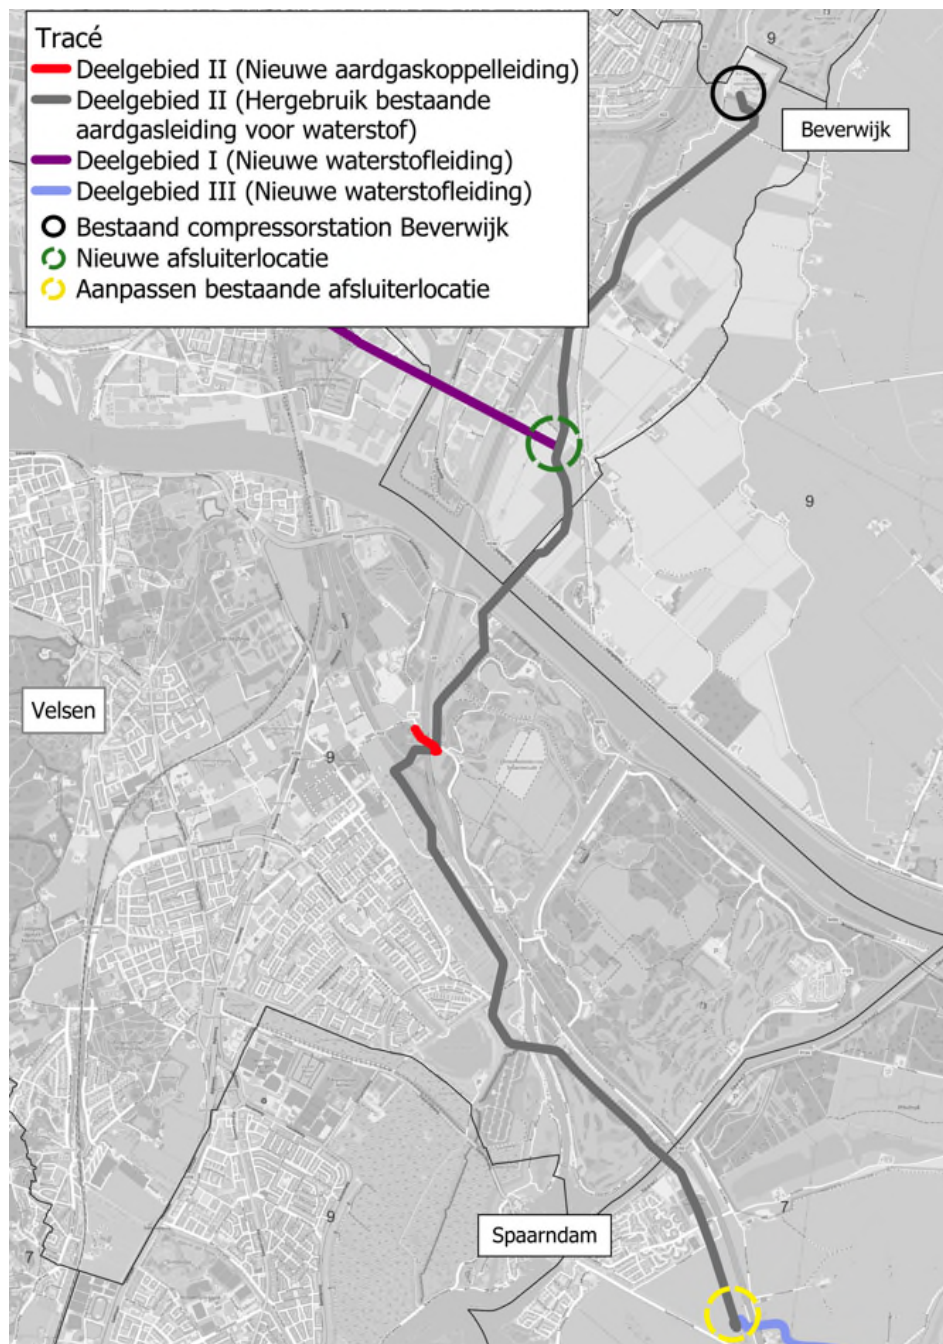 Tracé
Deelgebied II (Nieuwe aardgaskoppelleiding)
Deelgebied II (Hergebruik bestaande
aardgasleiding voor waterstof)
Deelgebied I (Nieuwe waterstofleiding)
Deelgebied III (Nieuwe waterstofleiding)
Bestaand compressorstation Beverwijk
Nieuwe afsluiterlocatie
Aanpassen bestaande afsluiterlocatie
9
Beverwijk
9
Velsen
9
9
7
Spaarndam
7